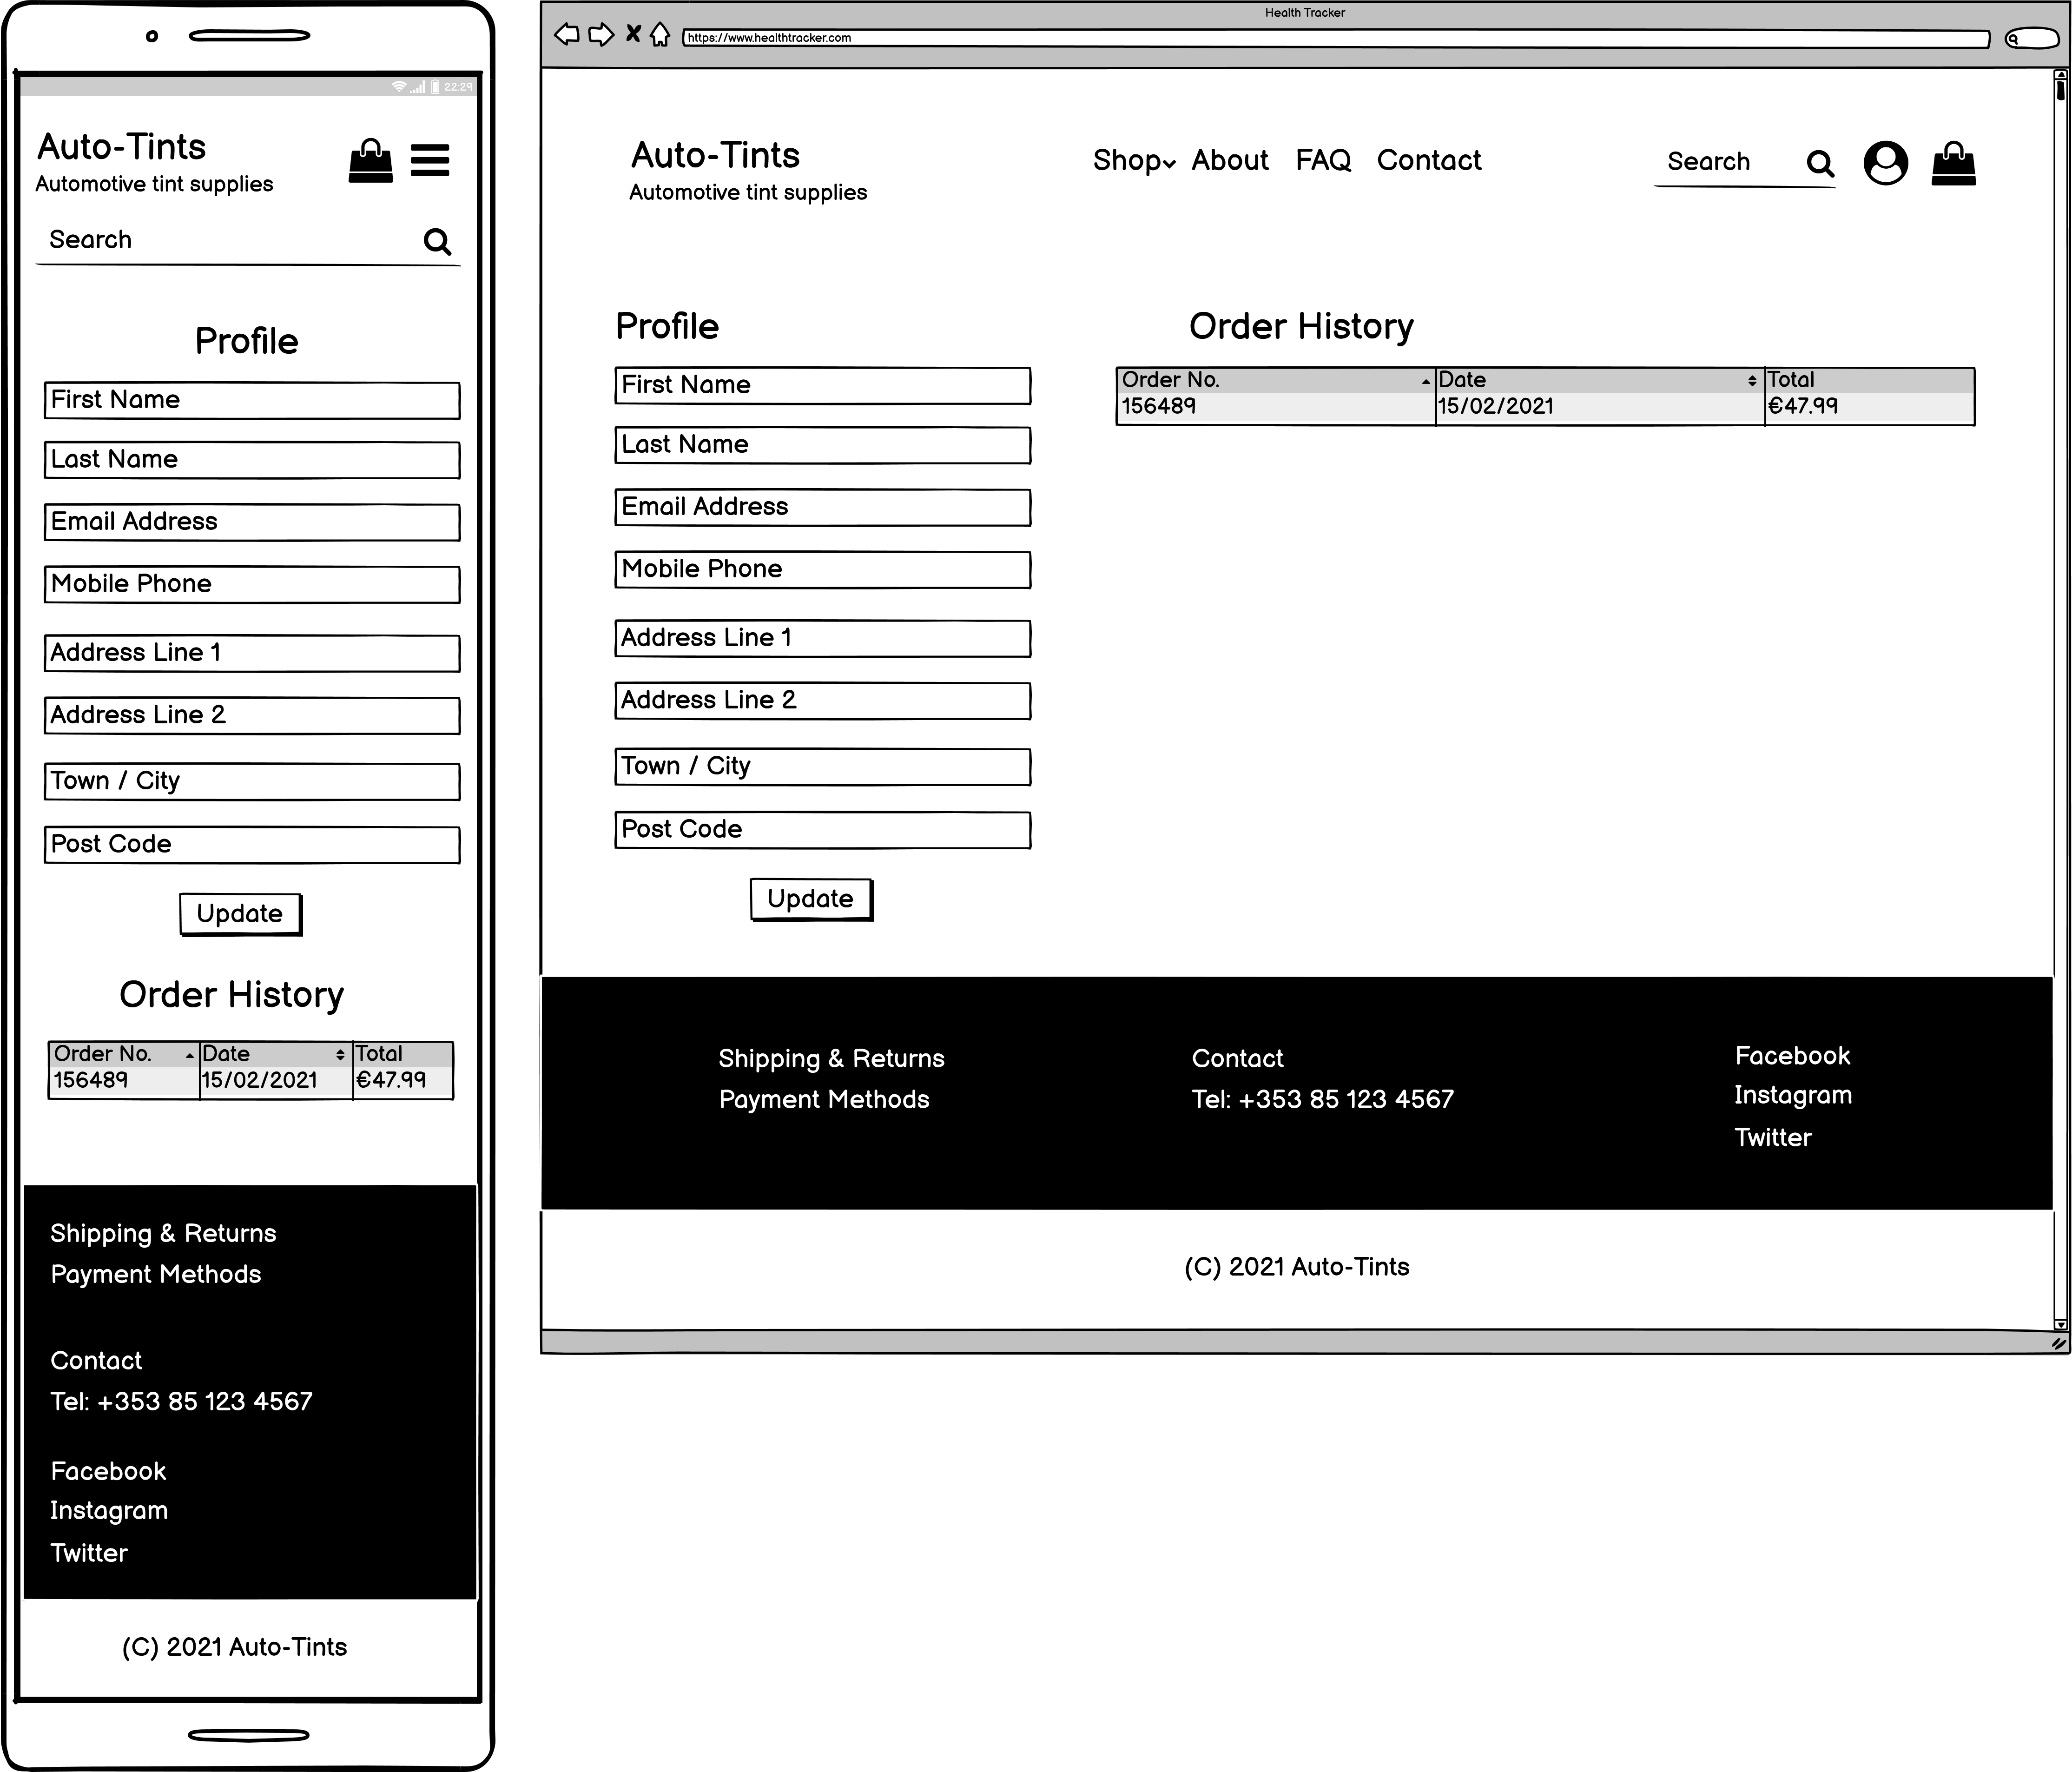 22:29
Auto-Tints
Automotive tint supplies
Search
Profile
First Name
Last Name
Email Address
Mobile Phone
Address Line 1
Address Line 2
Town / City
Post Code
Update
Order History
Order No. Date Total
156489 15/02/2021 €47.99
Shipping & Returns
Payment Methods
Contact
Tel: +353 85 123 4567
Facebook
Instagram
Twitter
(C) 2021 Auto-Tints
Health Tracker
https://www.healthtracker.com
Auto-Tints
Automotive tint supplies
Shop About FAQ Contact
Search
Profile
First Name
Last Name
Email Address
Mobile Phone
Address Line 1
Address Line 2
Town / City
Post Code
Update
Order History
Order No. Date Total
156489 15/02/2021 €47.99
Shipping & Returns
Payment Methods
Contact
Tel: +353 85 123 4567
Facebook
Instagram
Twitter
(C) 2021 Auto-Tints